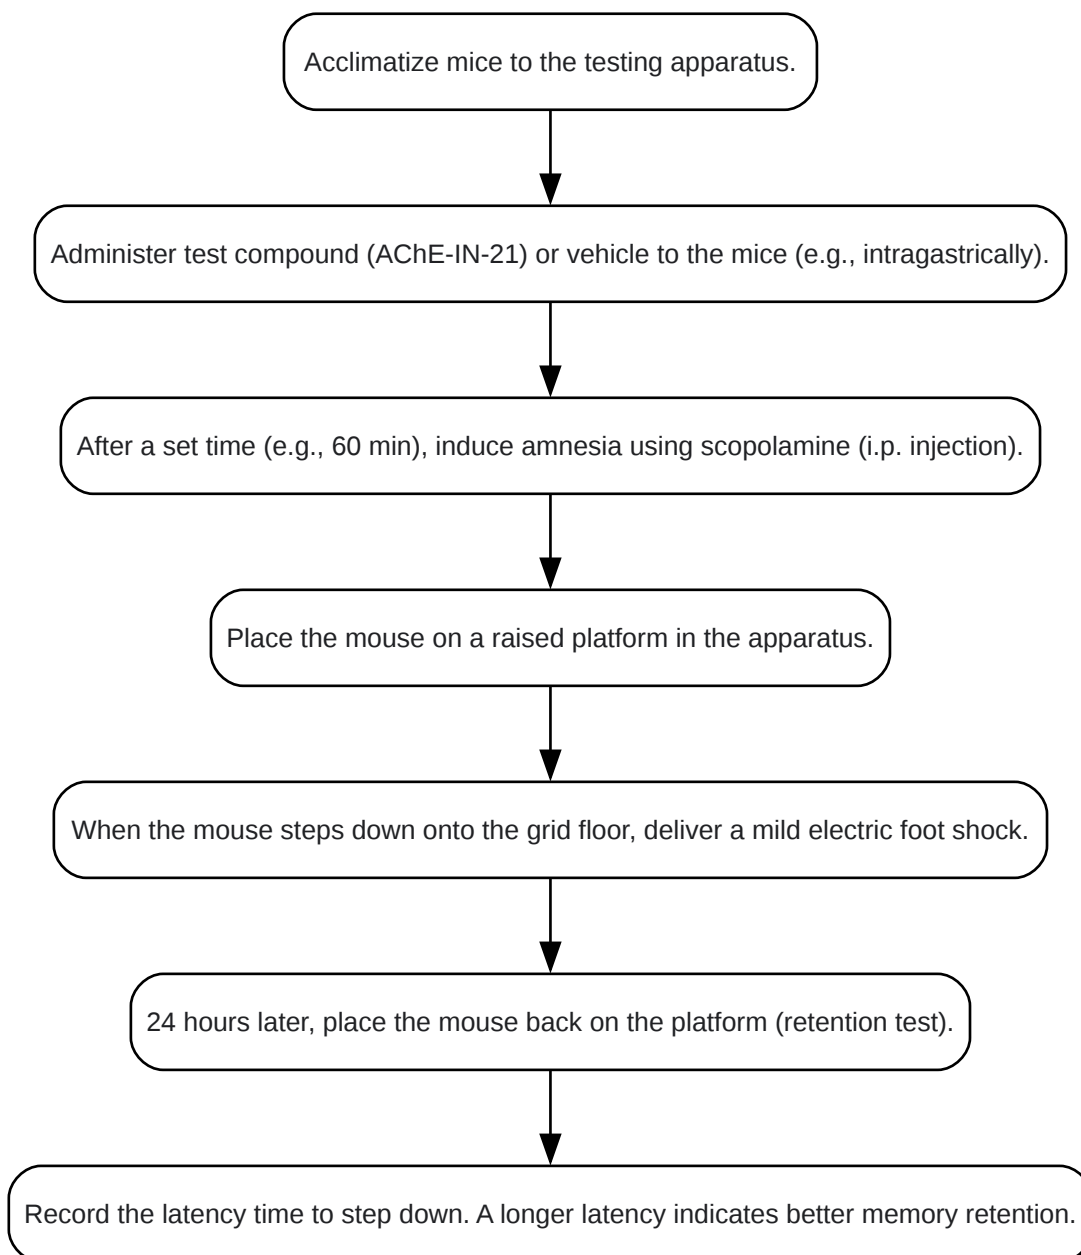 Acclimatize mice to the testing apparatus.
Administer test compound (AChE-IN-21) or vehicle to the mice (e.g., intragastrically).
After a set time (e.g., 60 min), induce amnesia using scopolamine (i.p. injection).
Place the mouse on a raised platform in the apparatus.
When the mouse steps down onto the grid floor, deliver a mild electric foot shock.
24 hours later, place the mouse back on the platform (retention test).
Record the latency time to step down. A longer latency indicates better memory retention.